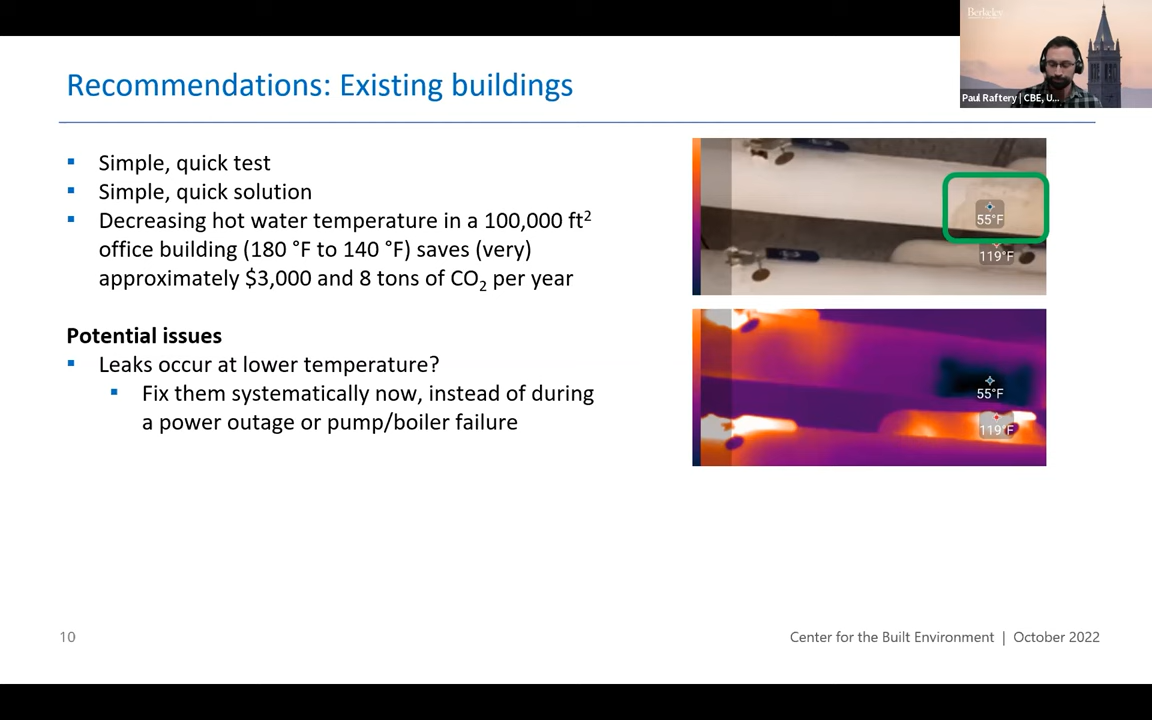 Berkeley
Recommendations: Existing buildings
Paul Raftery | CBE, U...
▪ Simple, quick test
▪ Simple, quick solution
▪ Decreasing hot water temperature in a 100,000 ft²
office building (180 °F to 140 °F) saves (very)
approximately $3,000 and 8 tons of CO₂ per year
Potential issues
▪ Leaks occur at lower temperature?
▪ Fix them systematically now, instead of during
a power outage or pump/boiler failure
55°F
119°F
55°F
119°F
10
Center for the Built Environment | October 2022